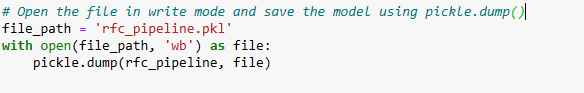 # Open the file in write mode and save the model using pickle.dump()
file_path = 'rfc_pipeline.pkl'
with open(file_path, 'wb') as file:
    pickle.dump(rfc_pipeline, file)